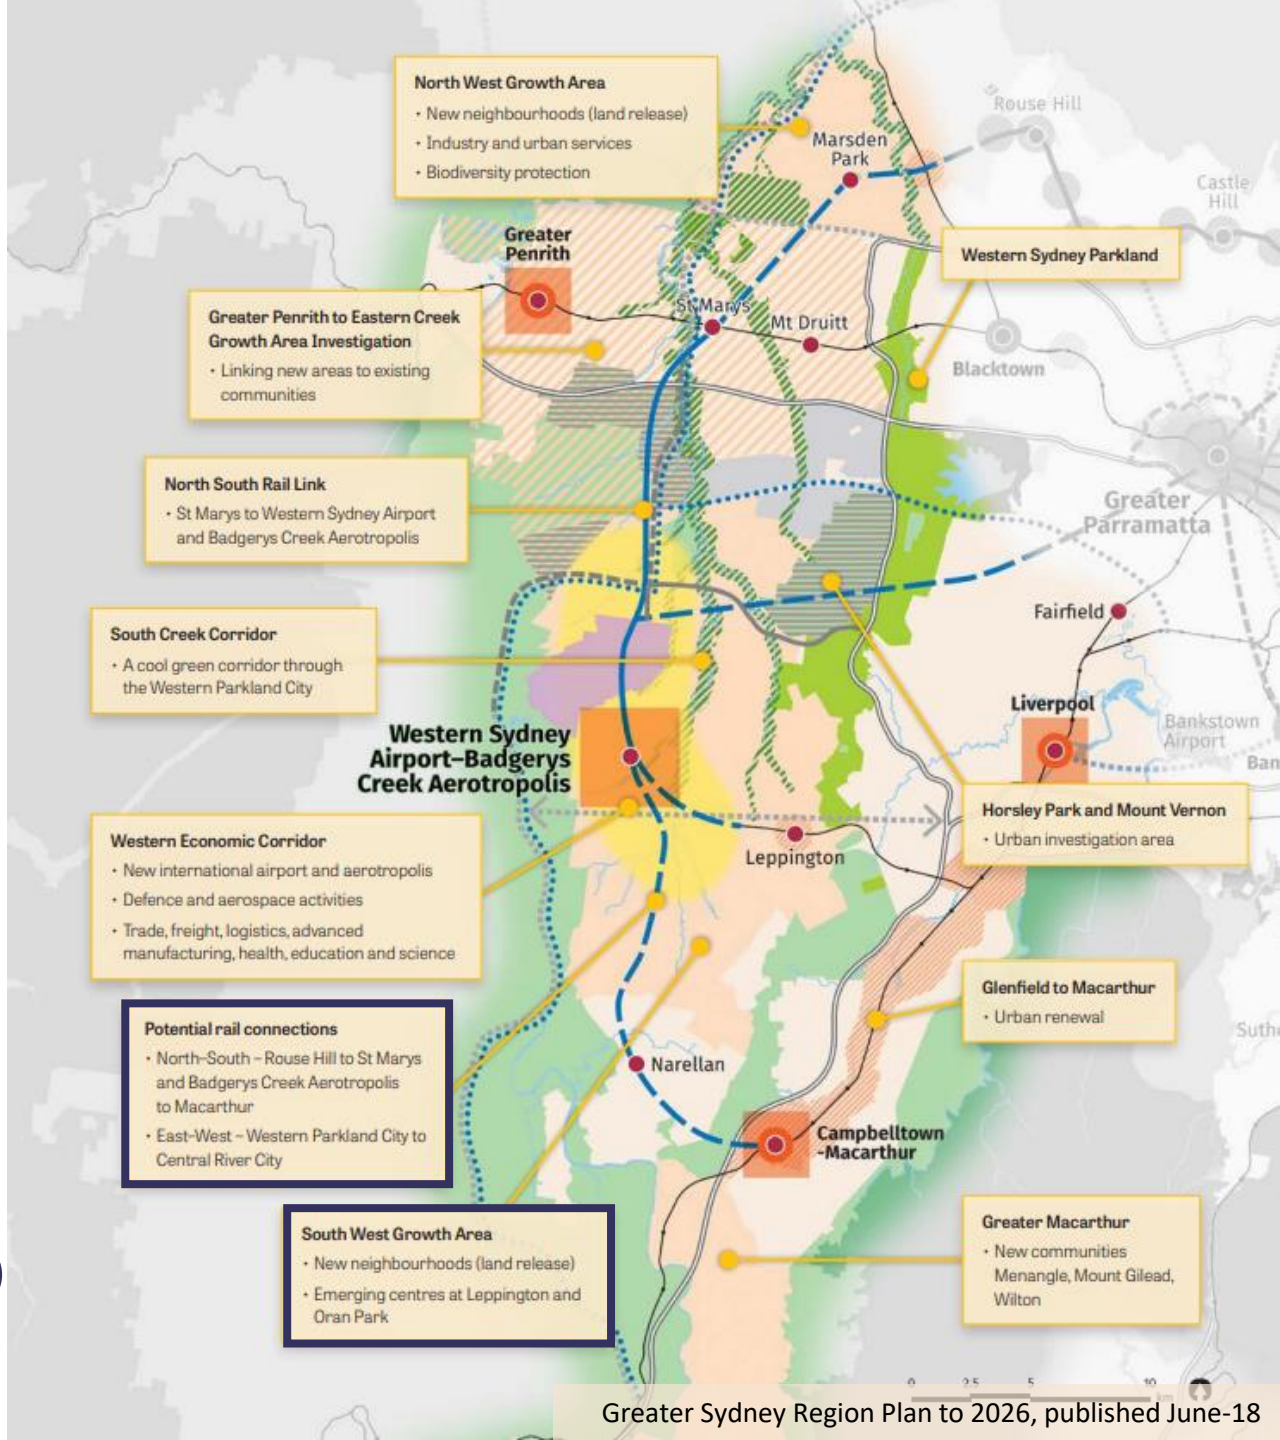 North West Growth Area
• New neighbourhoods (land release)
• Industry and urban services
• Biodiversity protection
Rouse Hill
Marsden
Park
Castle
Hill
Greater
Penrith
Western Sydney Parkland
Greater Penrith to Eastern Creek
Growth Area Investigation
• Linking new areas to existing
communities
St Marys
Mt Druitt
Blacktown
North South Rail Link
• St Marys to Western Sydney Airport
and Badgerys Creek Aerotropolis
Greater
Parramatta
Fairfield
South Creek Corridor
• A cool green corridor through
the Western Parkland City
Liverpool
Bankstown
Airport
Ban
Western Sydney
Airport–Badgerys
Creek Aerotropolis
Horsley Park and Mount Vernon
• Urban investigation area
Leppington
Western Economic Corridor
• New international airport and aerotropolis
• Defence and aerospace activities
• Trade, freight, logistics, advanced
manufacturing, health, education and science
Glenfield to Macarthur
• Urban renewal
Suthe
Potential rail connections
• North–South – Rouse Hill to St Marys
and Badgerys Creek Aerotropolis
to Macarthur
• East–West – Western Parkland City to
Central River City
Narellan
Campbelltown
-Macarthur
South West Growth Area
• New neighbourhoods (land release)
• Emerging centres at Leppington and
Oran Park
Greater Macarthur
• New communities
Menangle, Mount Gilead,
Wilton
0 2.5 5 10
km
Greater Sydney Region Plan to 2026, published June-18